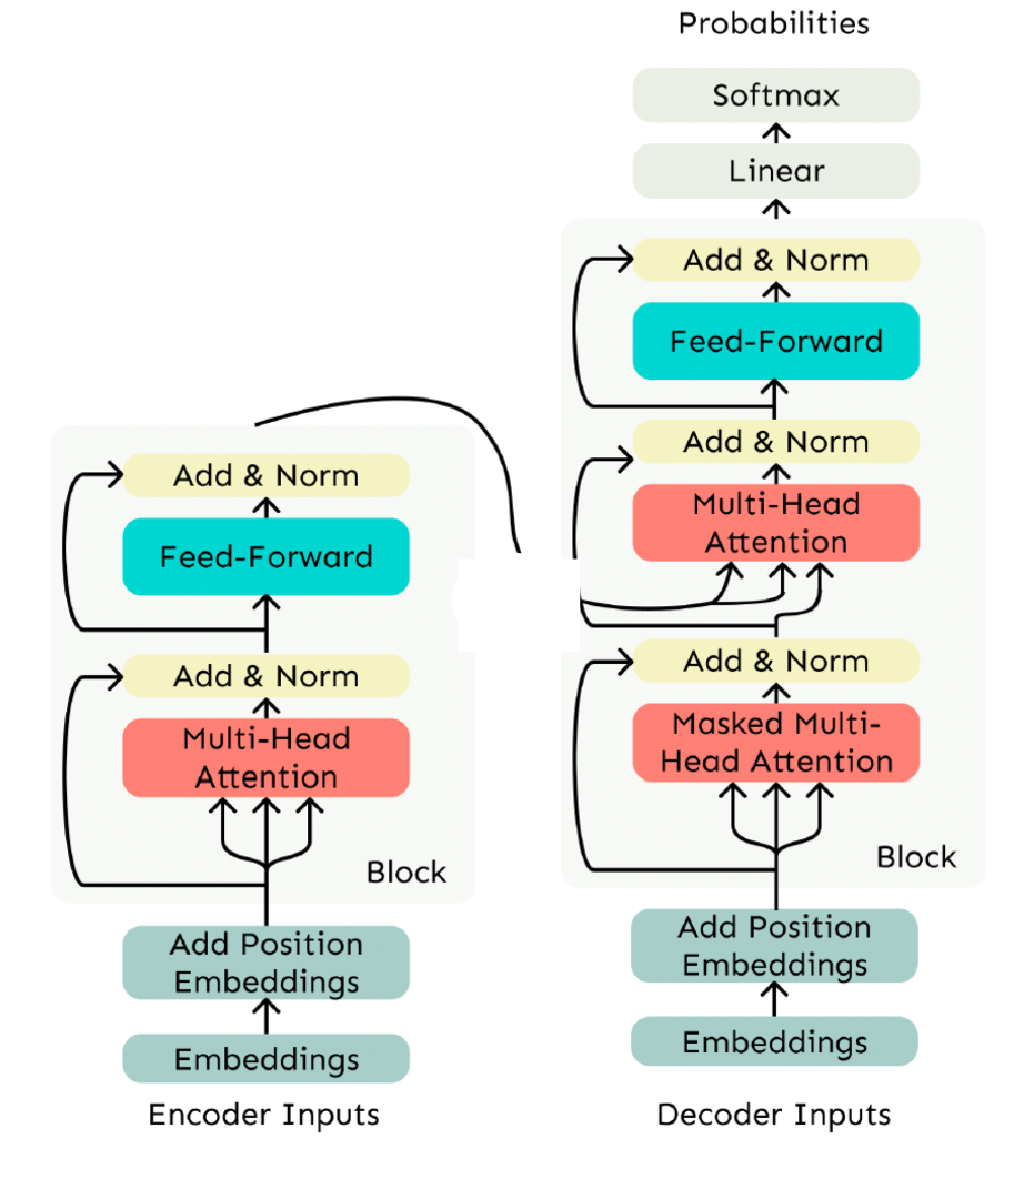 Probabilities
Softmax
Linear
Add & Norm
Feed-Forward
Add & Norm
Multi-Head
Attention
Add & Norm
Masked Multi-
Head Attention
Block
Add Position
Embeddings
Embeddings
Decoder Inputs
Add & Norm
Feed-Forward
Add & Norm
Multi-Head
Attention
Block
Add Position
Embeddings
Embeddings
Encoder Inputs